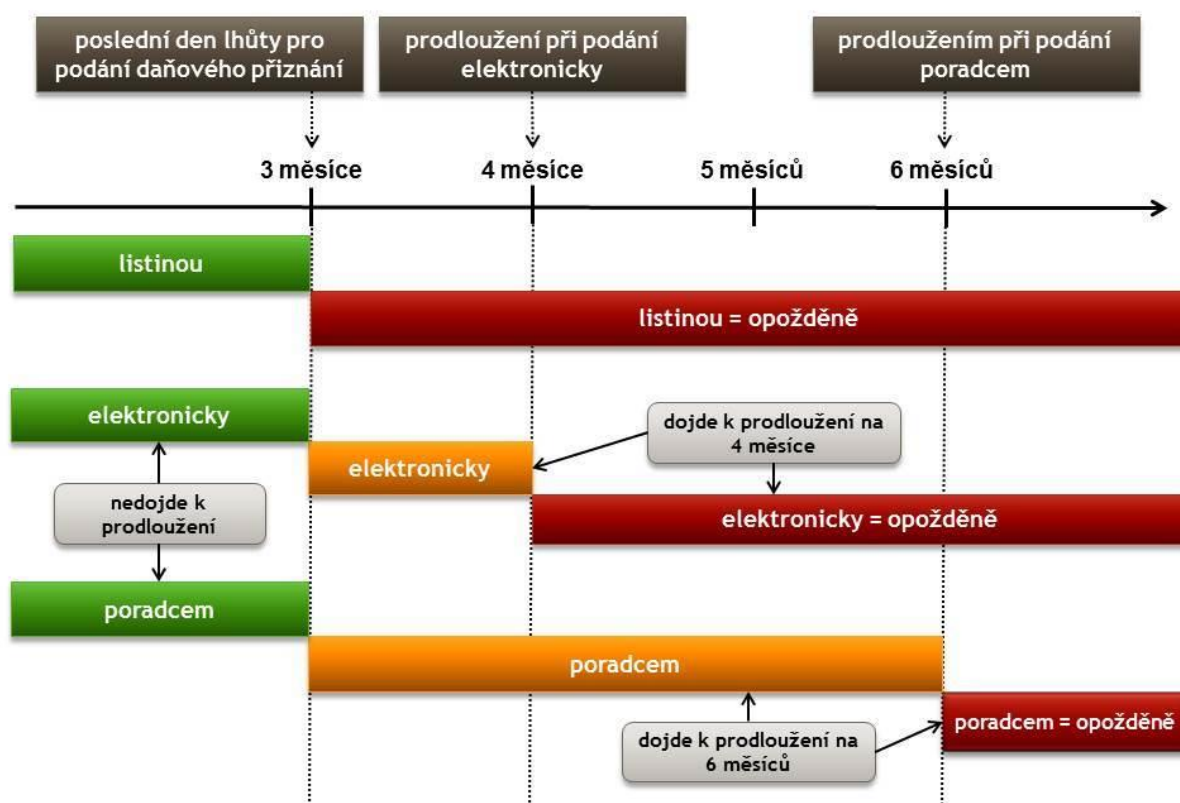 poslední den lhůty pro
podání daňového přiznání
prodloužení při podání
elektronicky
prodloužením při podání
poradcem
3 měsíce
4 měsíce
5 měsíců
6 měsíců
listinou
listinou = opožděně
elektronicky
dojde k prodloužení na
4 měsíce
elektronicky
nedojde k
prodloužení
elektronicky = opožděně
poradcem
poradcem
poradcem = opožděně
dojde k prodloužení na
6 měsíců